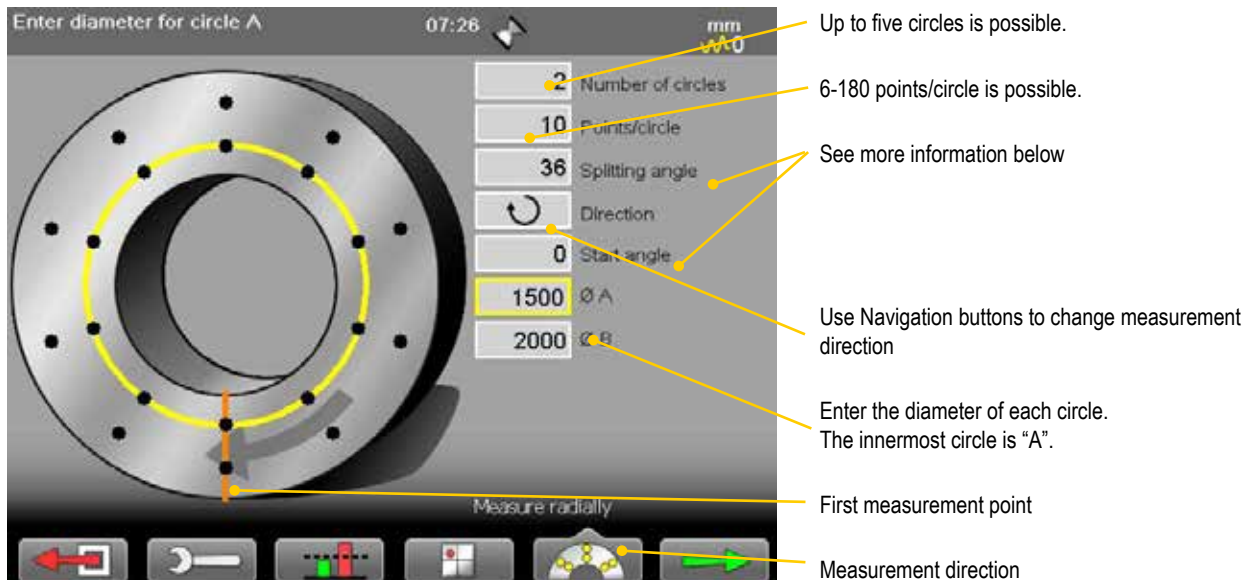 Enter diameter for circle A
07:26
mm
0
2 Number of circles
10 Points/circle
36 Splitting angle
Direction
0 Start angle
1500 Ø A
2000 Ø B
Measure radially
Up to five circles is possible.
6-180 points/circle is possible.
See more information below
Use Navigation buttons to change measurement
direction
Enter the diameter of each circle.
The innermost circle is “A”.
First measurement point
Measurement direction